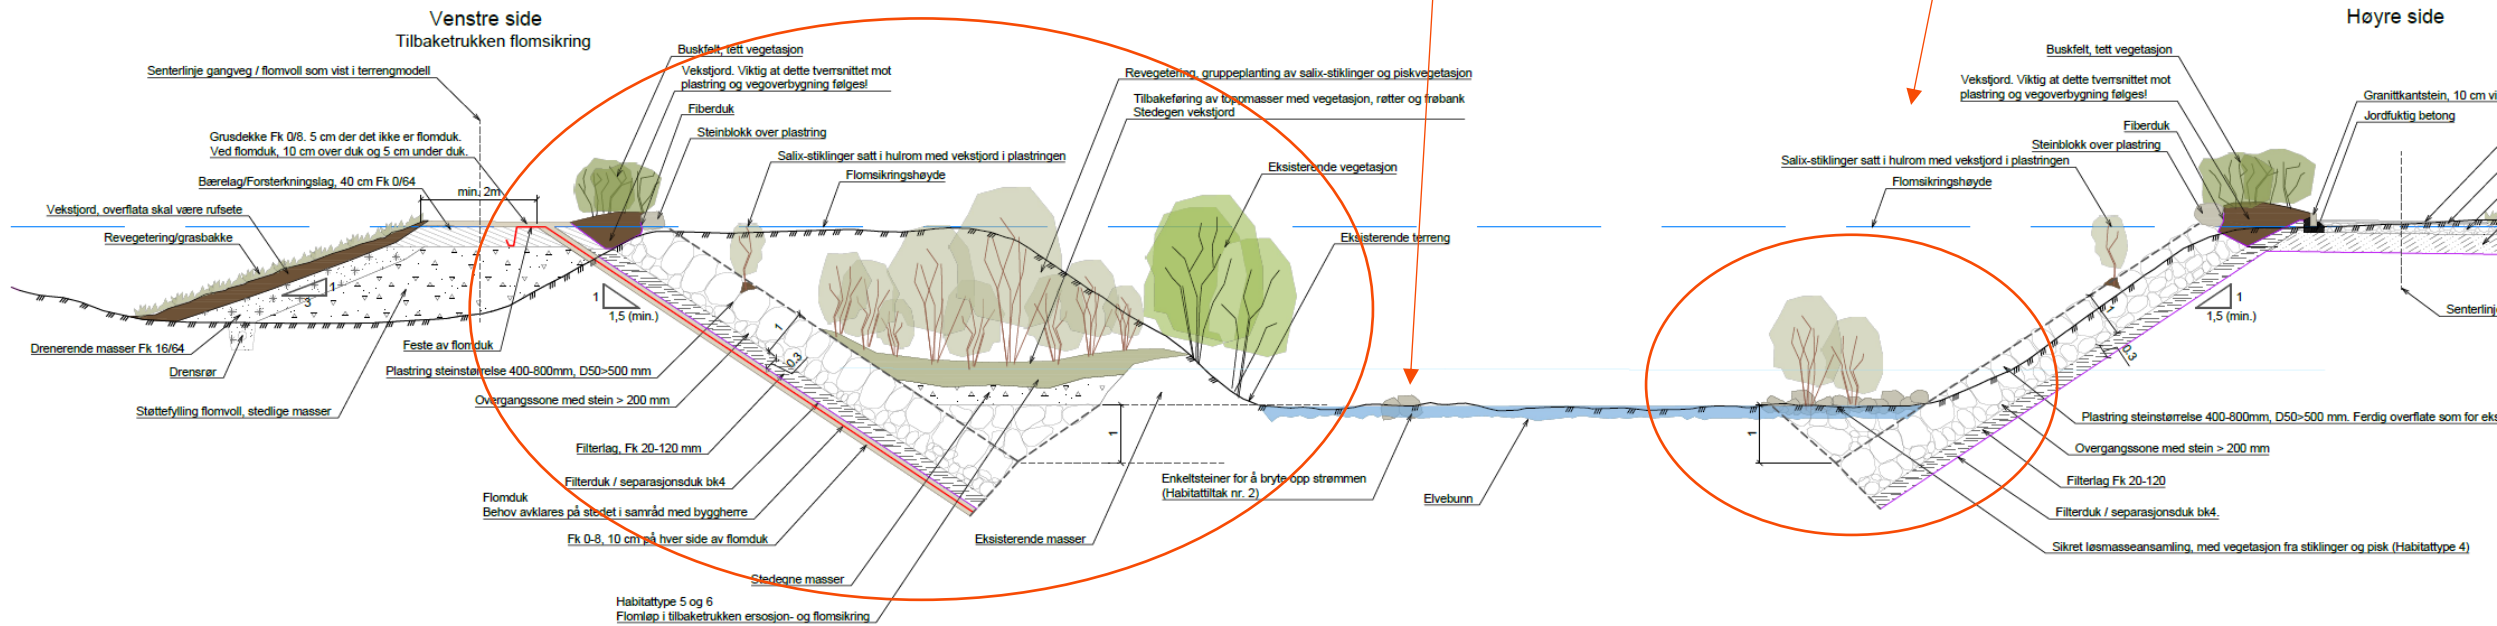 Venstre side
Tilbaketrukken flomsikring
Senterlinje gangveg / flomvoll som vist i terrengmodell
Grusdekke Fk 0/8. 5 cm der det ikke er flomduk.
Ved flomduk, 10 cm over duk og 5 cm under duk.
Bærelag/Forsterkningslag, 40 cm Fk 0/64
min. 2m
Vekstjord, overflata skal være rufsete
Revegetering/grasbakke
1
3
Drenerende masser Fk 16/64
Drensrør
Støttefylling flomvoll, stedlige masser
Buskfelt, tett vegetasjon
Vekstjord. Viktig at dette tverrsnittet mot
plastring og vegoverbygning følges!
Fiberduk
Steinblokk over plastring
Salix-stiklinger satt i hulrom med vekstjord i plastringen
Flomsikringshøyde
Revegetering, gruppeplanting av salix-stiklinger og piskvegetasjon
Tilbakeføring av toppmasser med vegetasjon, røtter og frøbank
Stedegen vekstjord
Eksisterende vegetasjon
Eksisterende terreng
1
1,5 (min.)
1
0.3
Feste av flomduk
Plastring steinstørrelse 400-800mm, D50>500 mm
Overgangssone med stein > 200 mm
Filterlag, Fk 20-120 mm
Filterduk / separasjonsduk bk4
Flomduk
Behov avklares på stedet i samråd med byggherre
Fk 0-8, 10 cm på hver side av flomduk
Stedegne masser
Habitattype 5 og 6
Flomløp i tilbaketrukken ersosjon- og flomsikring
Eksisterende masser
1
Enkeltsteiner for å bryte opp strømmen
(Habitattiltak nr. 2)
Elvebunn
Høyre side
Buskfelt, tett vegetasjon
Vekstjord. Viktig at dette tverrsnittet mot
plastring og vegoverbygning følges!
Fiberduk
Steinblokk over plastring
Salix-stiklinger satt i hulrom med vekstjord i plastringen
Flomsikringshøyde
Granittkantstein, 10 cm vi
Jordfuktig betong
1
1,5 (min.)
Senterlinj
1
0.3
1
Plastring steinstørrelse 400-800mm, D50>500 mm. Ferdig overflate som for eks
Overgangssone med stein > 200 mm
Filterlag Fk 20-120
Filterduk / separasjonsduk bk4.
Sikret løsmasseansamling, med vegetasjon fra stiklinger og pisk (Habitattype 4)